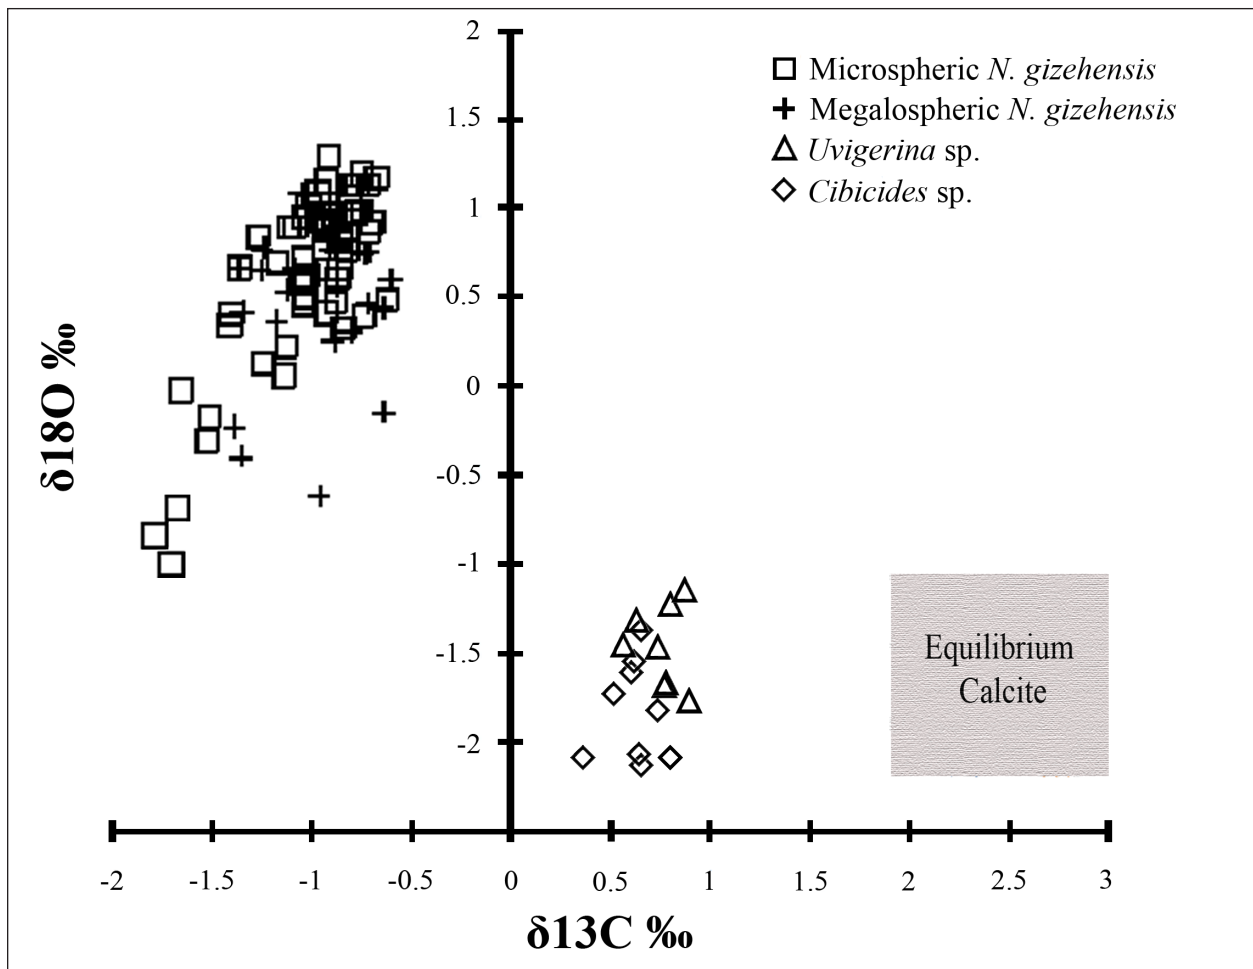 2
1.5
1
0.5
0
-0.5
-1
-1.5
-2
δ18O ‰
Microspheric N. gizehensis
Megalospheric N. gizehensis
Uvigerina sp.
Cibicides sp.
Equilibrium
Calcite
-2 -1.5 -1 -0.5 0 0.5 1 1.5 2 2.5 3
δ13C ‰